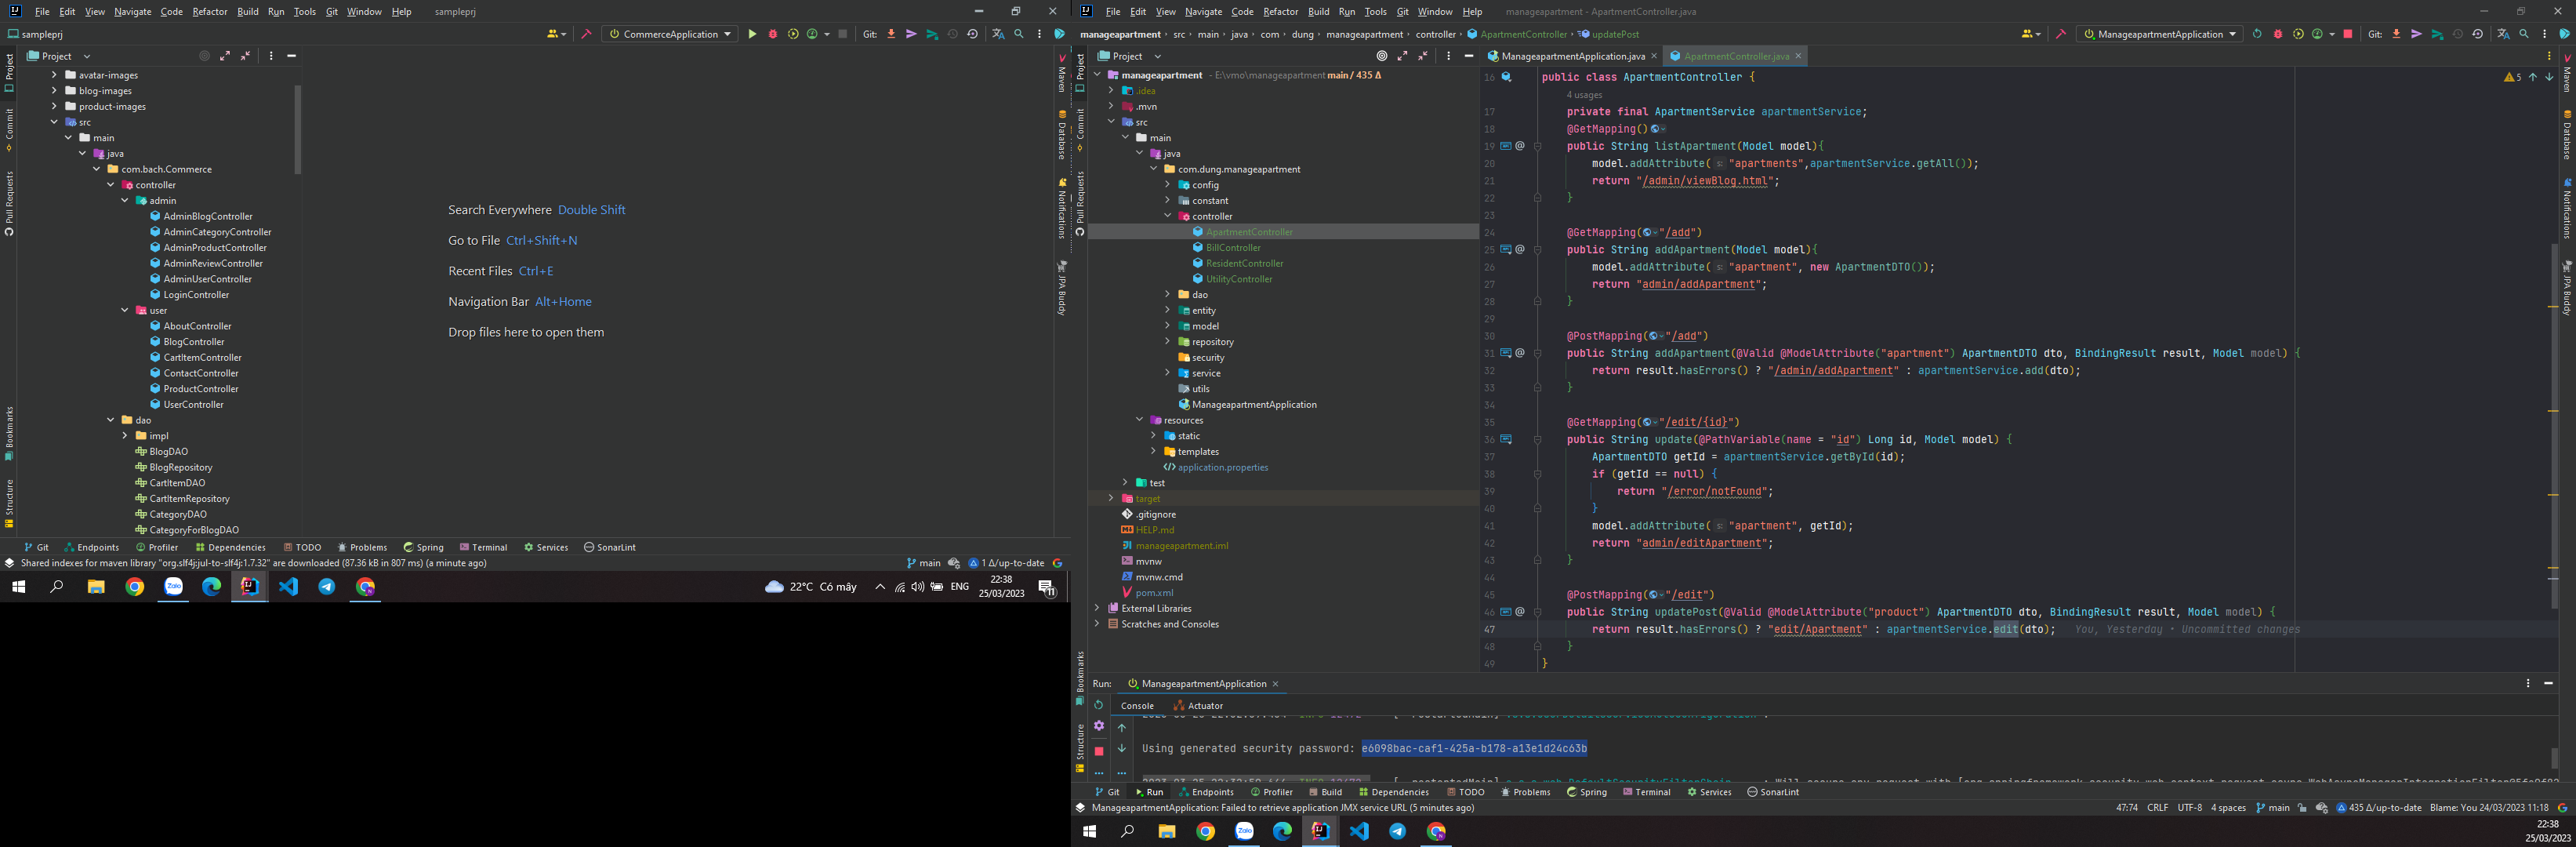 File Edit View Navigate Code Refactor Build Run Tools Git Window Help sampleprj
sampleprj
CommerceApplication
Git:
Project
avatar-images
blog-images
product-images
src
main
java
com.bach.Commerce
controller
admin
AdminBlogController
AdminCategoryController
AdminProductController
AdminReviewController
AdminUserController
LoginController
user
AboutController
BlogController
CartItemController
ContactController
ProductController
UserController
dao
impl
BlogDAO
BlogRepository
CartItemDAO
CartItemRepository
CategoryDAO
CategoryForBlogDAO
Project
Commit
Pull Requests
Bookmarks
Structure
Search Everywhere Double Shift
Go to File Ctrl+Shift+N
Recent Files Ctrl+E
Navigation Bar Alt+Home
Drop files here to open them
Maven
Database
Notifications
JPA Buddy
Git Endpoints Profiler Dependencies TODO Problems Spring Terminal Services SonarLint
Shared indexes for maven library "org.slf4j:jul-to-slf4j:1.7.32" are downloaded (87.36 kB in 807 ms) (a minute ago)
main
1 Δ/up-to-date
Zalo
22°C Có mây
ENG
22:38
25/03/2023
11
File Edit View Navigate Code Refactor Build Run Tools Git Window Help manageapartment - ApartmentController.java
manageapartment › src › main › java › com › dung › manageapartment › controller › ApartmentController › updatePost
ManageapartmentApplication
Git:
Project
manageapartment - E:\vmo\manageapartment main / 435 Δ
.idea
.mvn
src
main
java
com.dung.manageapartment
config
constant
controller
ApartmentController
BillController
ResidentController
UtilityController
dao
entity
model
repository
security
service
utils
ManageapartmentApplication
resources
static
templates
application.properties
test
target
.gitignore
HELP.md
manageapartment.iml
mvnw
mvnw.cmd
pom.xml
External Libraries
Scratches and Consoles
Project
Commit
Pull Requests
Bookmarks
Structure
ManageapartmentApplication.java
ApartmentController.java
5
16 public class ApartmentController {
4 usages
17 private final ApartmentService apartmentService;
18 @GetMapping()
19 public String listApartment(Model model){
20 model.addAttribute( s: "apartments",apartmentService.getAll());
21 return "/admin/viewBlog.html";
22 }
23
24 @GetMapping("/add")
25 public String addApartment(Model model){
26 model.addAttribute( s: "apartment", new ApartmentDTO());
27 return "admin/addApartment";
28 }
29
30 @PostMapping("/add")
31 public String addApartment(@Valid @ModelAttribute("apartment") ApartmentDTO dto, BindingResult result, Model model) {
32 return result.hasErrors() ? "/admin/addApartment" : apartmentService.add(dto);
33 }
34
35 @GetMapping("/edit/{id}")
36 public String update(@PathVariable(name = "id") Long id, Model model) {
37 ApartmentDTO getId = apartmentService.getById(id);
38 if (getId == null) {
39 return "/error/notFound";
40 }
41 model.addAttribute( s: "apartment", getId);
42 return "admin/editApartment";
43 }
44
45 @PostMapping("/edit")
46 public String updatePost(@Valid @ModelAttribute("product") ApartmentDTO dto, BindingResult result, Model model) {
47 return result.hasErrors() ? "edit/Apartment" : apartmentService.edit(dto); You, Yesterday • Uncommitted changes
48 }
49 }
Maven
Database
Notifications
JPA Buddy
Run: ManageapartmentApplication
Console Actuator
Using generated security password: e6098bac-caf1-425a-b178-a13e1d24c63b
Git Run Endpoints Profiler Build Dependencies TODO Problems Spring Terminal Services SonarLint
ManageapartmentApplication: Failed to retrieve application JMX service URL (5 minutes ago)
47:74 CRLF UTF-8 4 spaces main 435 Δ/up-to-date Blame: You 24/03/2023 11:18
Zalo
22:38
25/03/2023